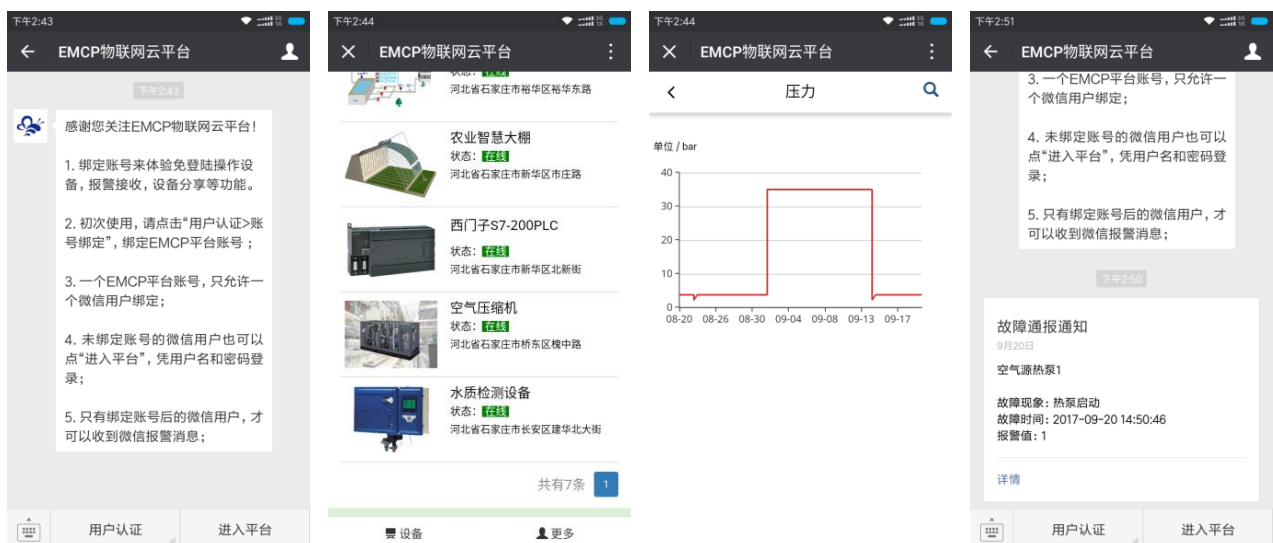 下午2:43
EMCP物联网云平台
下午2:43
感谢您关注EMCP物联网云平台！
1. 绑定账号来体验免登陆操作设
备，报警接收，设备分享等功能。
2. 初次使用，请点击“用户认证>账
号绑定”，绑定EMCP平台账号；
3. 一个EMCP平台账号，只允许一
个微信用户绑定；
4. 未绑定账号的微信用户也可以
点“进入平台”，凭用户名和密码登
录；
5. 只有绑定账号后的微信用户，才
可以收到微信报警消息；
用户认证
进入平台
下午2:44
EMCP物联网云平台
状态：在线
河北省石家庄市裕华区裕华东路
农业智慧大棚
状态：在线
河北省石家庄市新华区市庄路
西门子S7-200PLC
状态：在线
河北省石家庄市新华区北新街
空气压缩机
状态：在线
河北省石家庄市桥东区槐中路
水质检测设备
状态：在线
河北省石家庄市长安区建华北大街
共有7条 1
设备
更多
下午2:44
EMCP物联网云平台
压力
单位 / bar
40
30
20
10
0
08-20 08-26 08-30 09-04 09-08 09-13 09-17
下午2:51
EMCP物联网云平台
3. 一个EMCP平台账号，只允许一
个微信用户绑定；
4. 未绑定账号的微信用户也可以
点“进入平台”，凭用户名和密码登
录；
5. 只有绑定账号后的微信用户，才
可以收到微信报警消息；
下午2:50
故障通报通知
9月20日
空气源热泵1
故障现象：热泵启动
故障时间：2017-09-20 14:50:46
报警值：1
详情
用户认证
进入平台